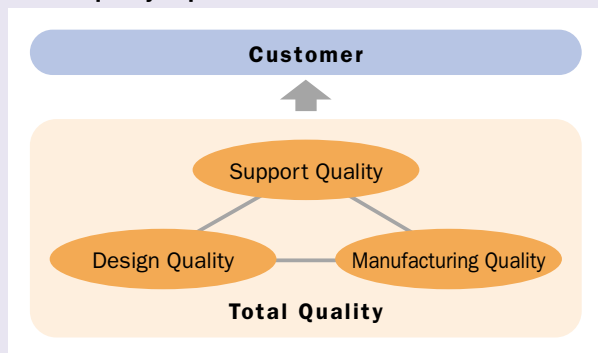 Customer
Support Quality
Design Quality
Manufacturing Quality
Total Quality